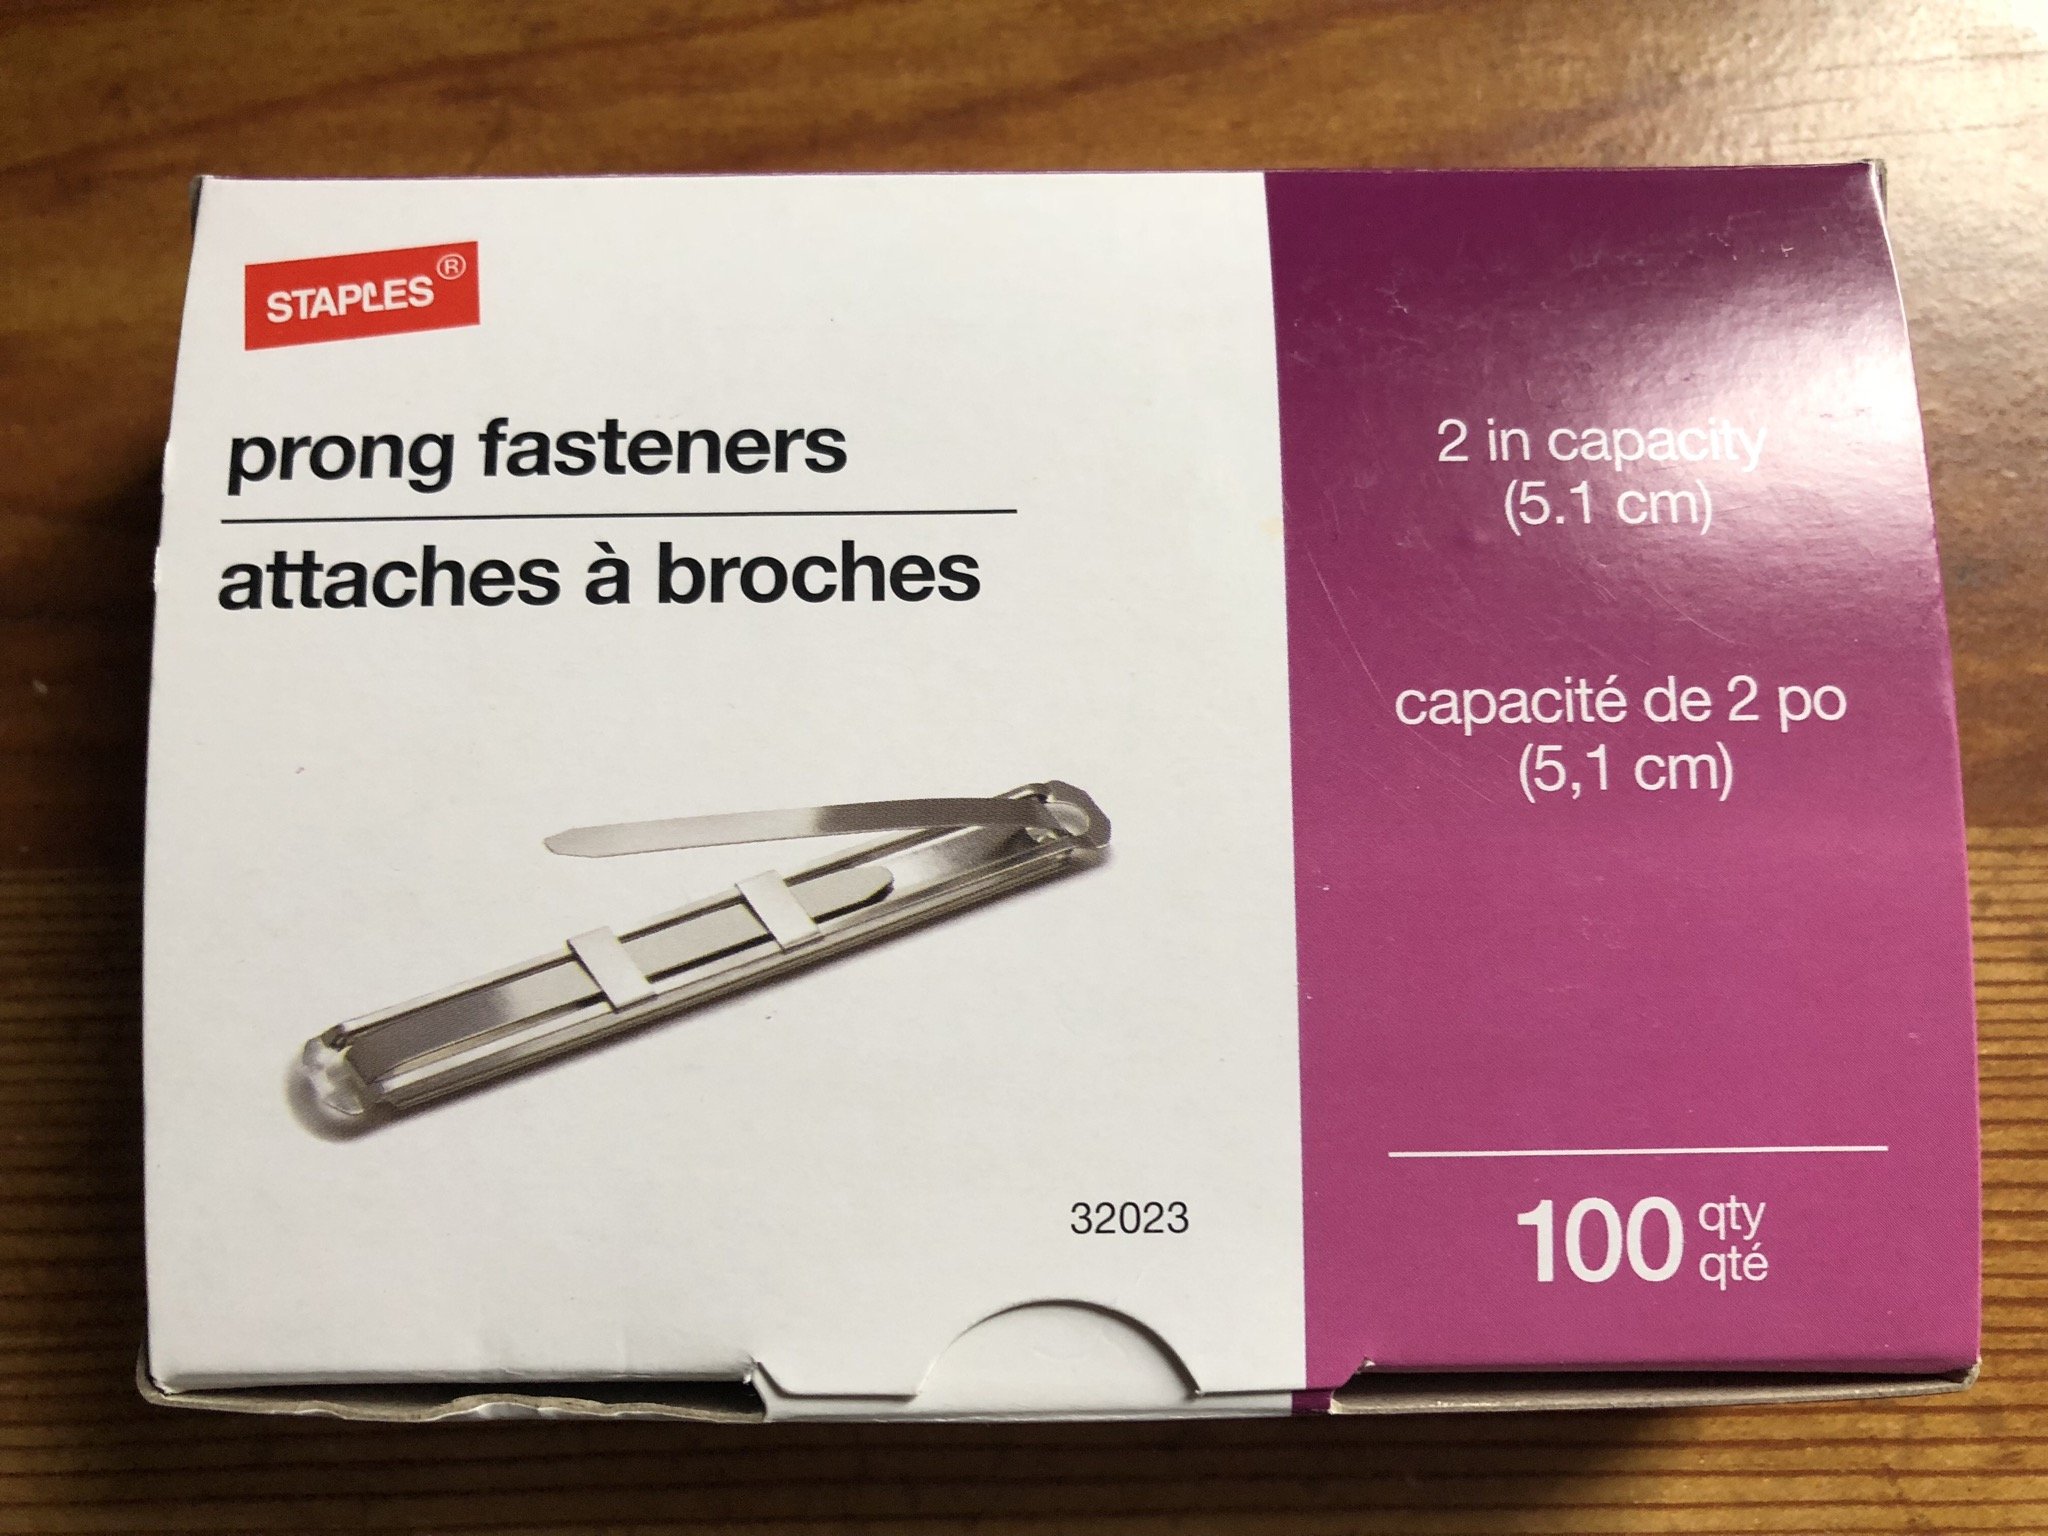 STAPLES®
prong fasteners
attaches à broches
32023
2 in capacity
(5.1 cm)
capacité de 2 po
(5,1 cm)
100 qty
qté